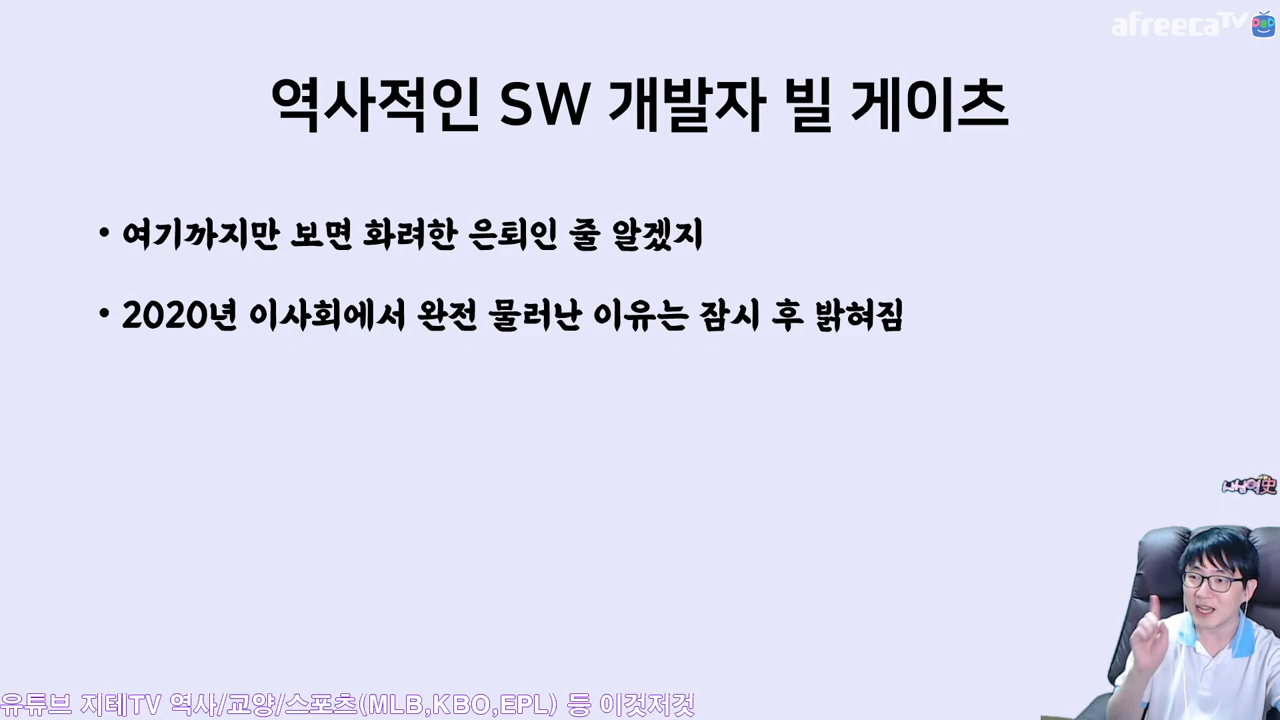 afreecaTV
역사적인 SW 개발자 빌 게이츠
• 여기까지만 보면 화려한 은퇴인 줄 알겠지
• 2020년 이사회에서 완전 물러난 이유는 잠시 후 밝혀짐
유튜브 지테TV 역사/교양/스포츠(MLB,KBO,EPL) 등 이것저것